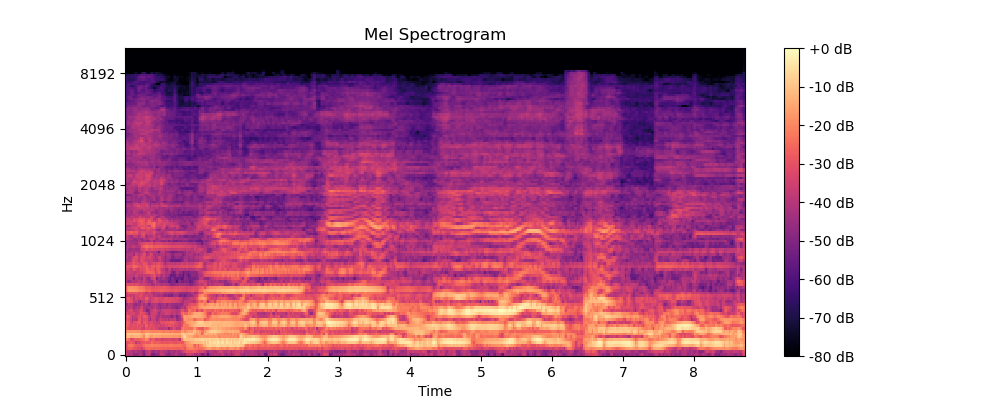 Mel Spectrogram
Hz
8192
4096
2048
1024
512
0
0 1 2 3 4 5 6 7 8
Time
+0 dB
-10 dB
-20 dB
-30 dB
-40 dB
-50 dB
-60 dB
-70 dB
-80 dB